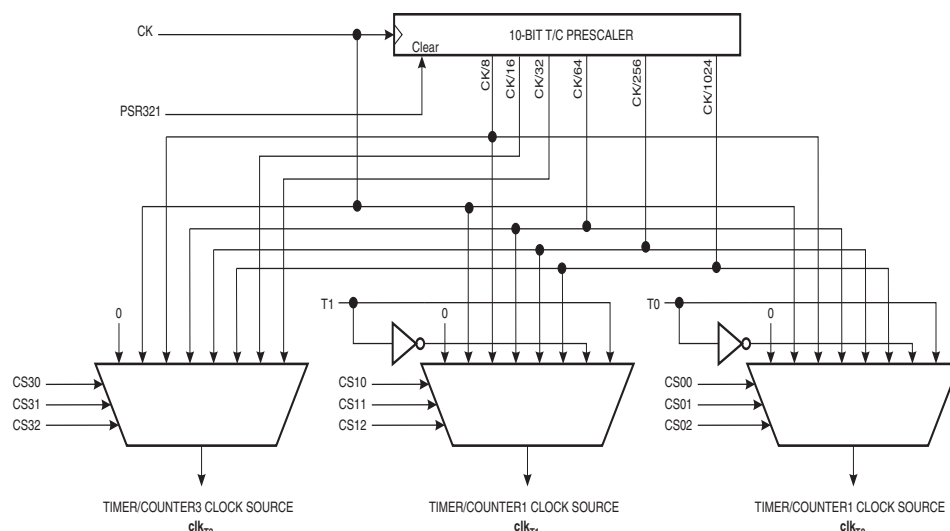 CK
10-BIT T/C PRESCALER
Clear
PSR321
CK/8
CK/16
CK/32
CK/64
CK/256
CK/1024
T1
T0
0
0
0
CS30
CS31
CS32
CS10
CS11
CS12
CS00
CS01
CS02
TIMER/COUNTER3 CLOCK SOURCE
TIMER/COUNTER1 CLOCK SOURCE
TIMER/COUNTER1 CLOCK SOURCE
clkT1